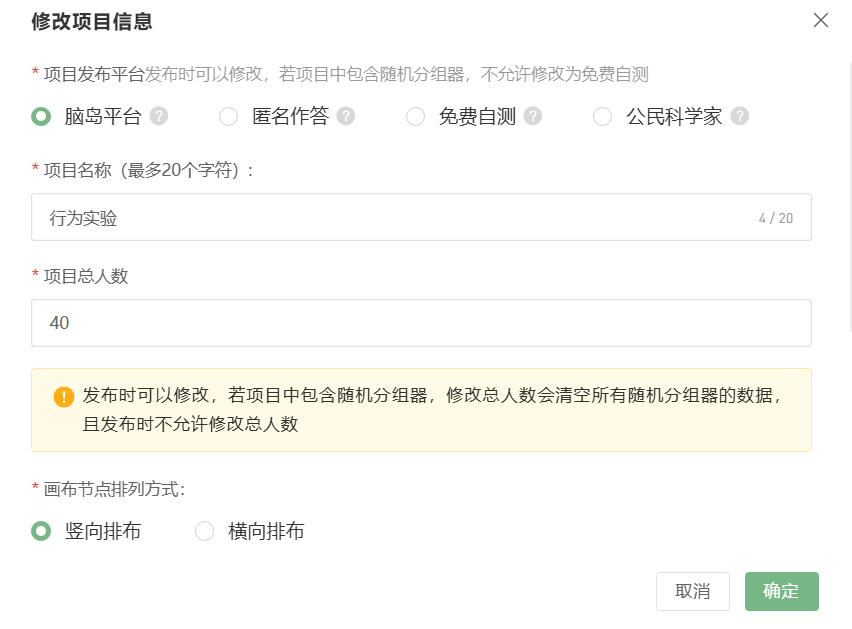 修改项目信息
* 项目发布平台发布时可以修改，若项目中包含随机分组器，不允许修改为免费自测
脑岛平台 ? 匿名作答 ? 免费自测 ? 公民科学家 ?
* 项目名称（最多20个字符）:
行为实验 4 / 20
* 项目总人数
40
发布时可以修改，若项目中包含随机分组器，修改总人数会清空所有随机分组器的数据，
且发布时不允许修改总人数
* 画布节点排列方式:
竖向排布 横向排布
取消 确定